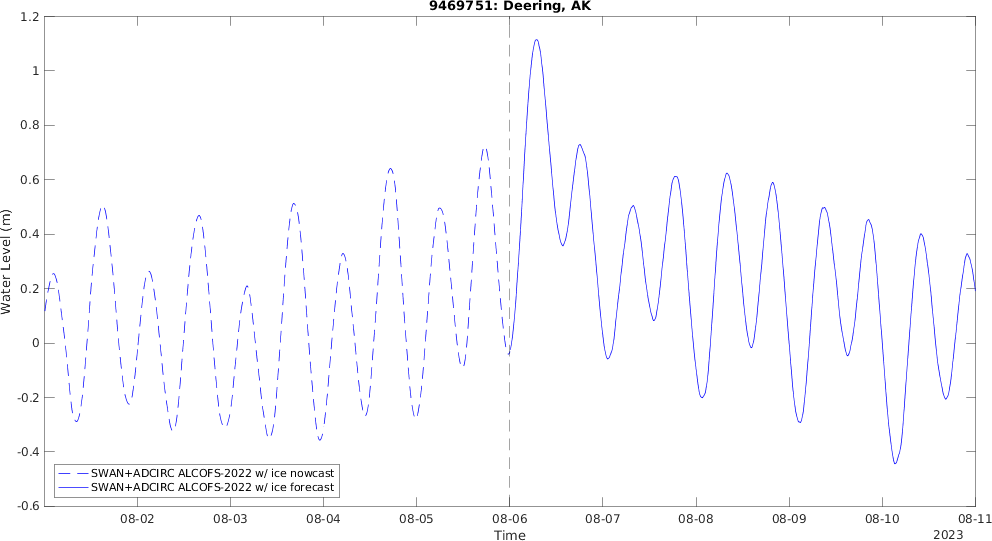 9469751: Deering, AK
Water Level (m)
1.2
1
0.8
0.6
0.4
0.2
0
-0.2
-0.4
-0.6
SWAN+ADCIRC ALCOFS-2022 w/ ice nowcast
SWAN+ADCIRC ALCOFS-2022 w/ ice forecast
08-02 08-03 08-04 08-05 08-06 08-07 08-08 08-09 08-10 08-11
Time
2023